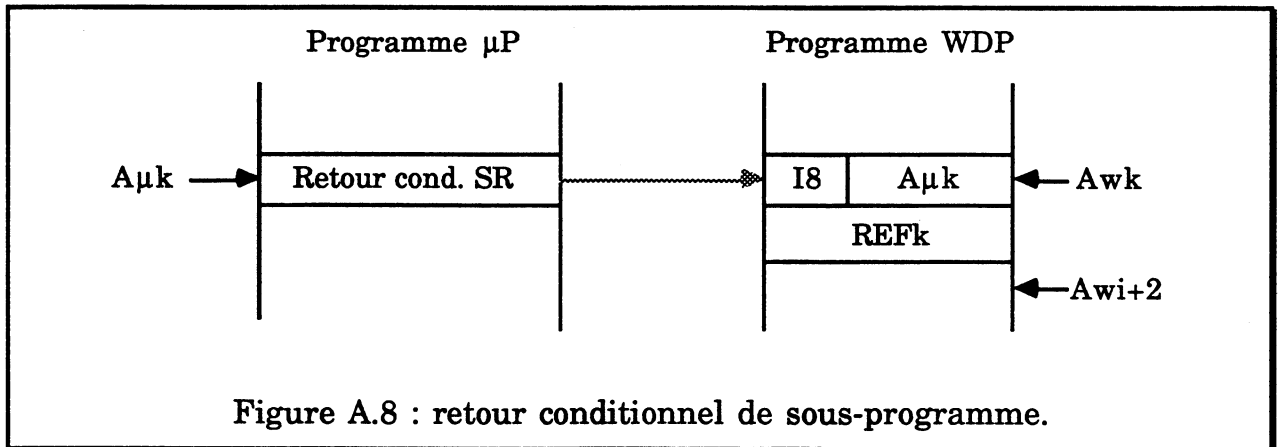 Programme µP Programme WDP
Aµk Retour cond. SR I8 Aµk Awk
REFk
Awi+2
Figure A.8 : retour conditionnel de sous-programme.